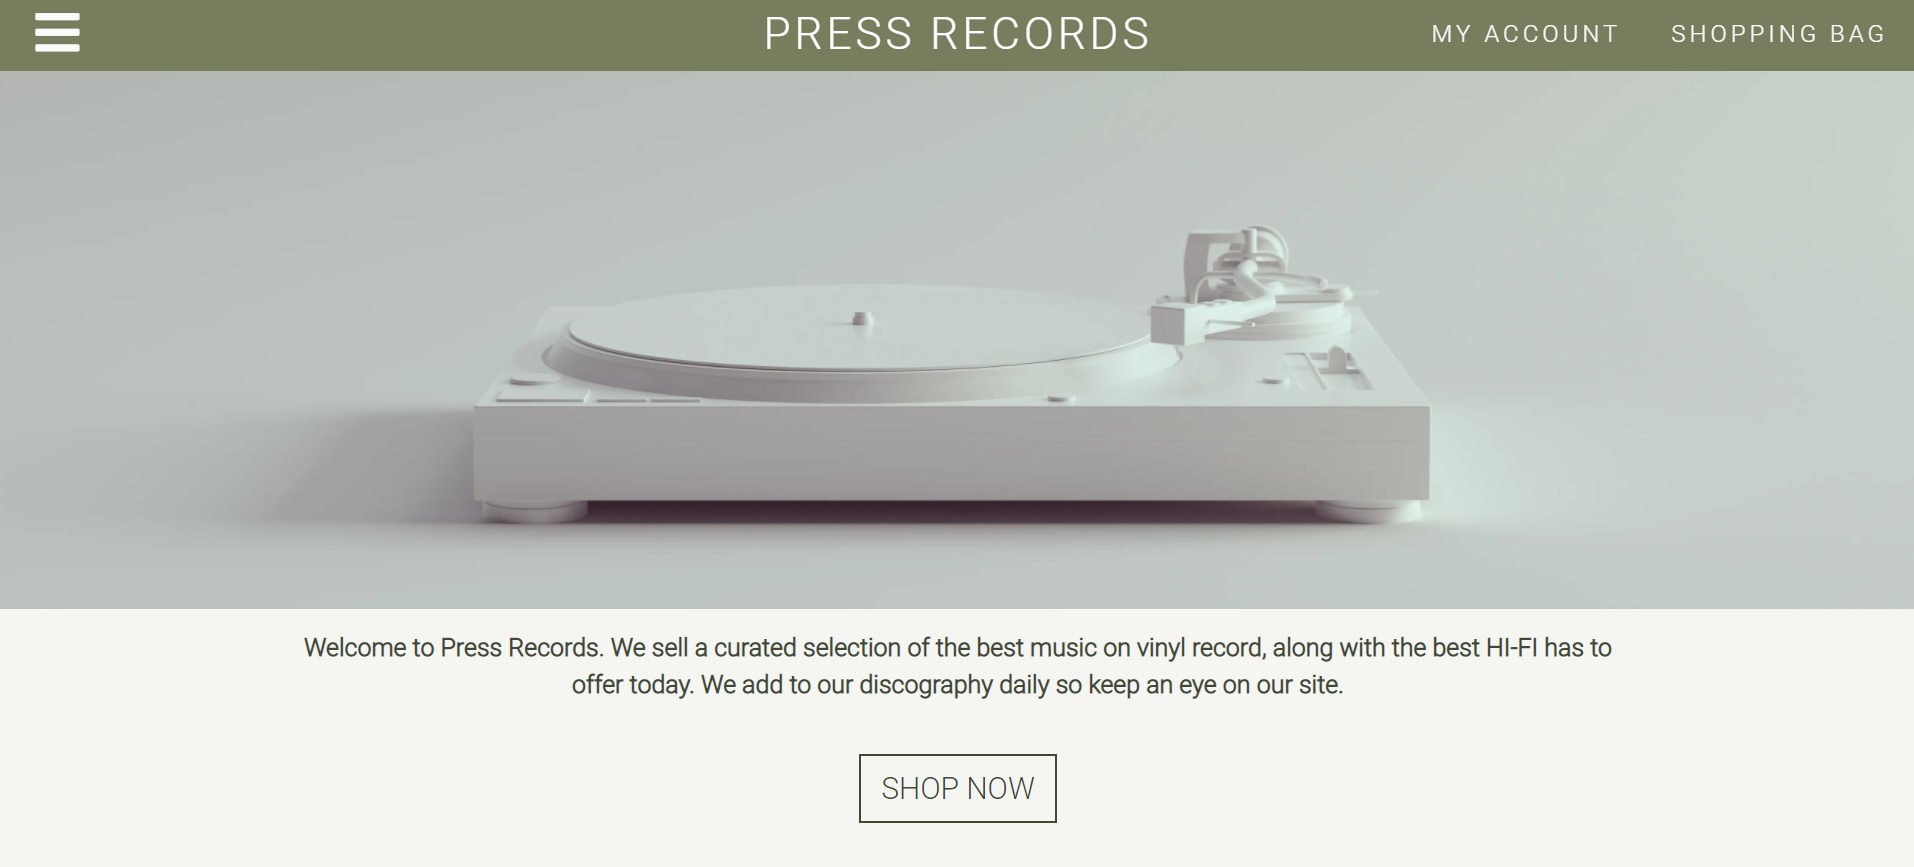 PRESS RECORDS
MY ACCOUNT
SHOPPING BAG
Welcome to Press Records. We sell a curated selection of the best music on vinyl record, along with the best HI-FI has to
offer today. We add to our discography daily so keep an eye on our site.
SHOP NOW